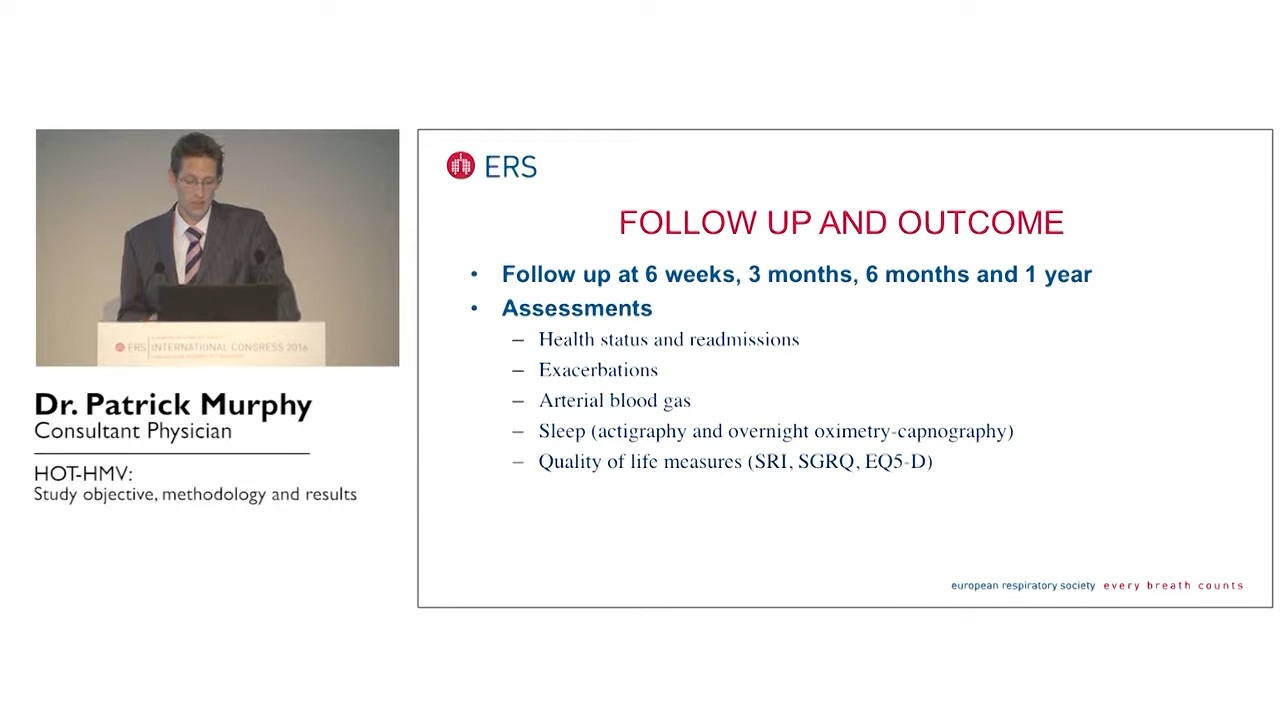 ERS INTERNATIONAL CONGRESS 2016
Dr. Patrick Murphy
Consultant Physician
HOT-HMV:
Study objective, methodology and results
ERS
FOLLOW UP AND OUTCOME
• Follow up at 6 weeks, 3 months, 6 months and 1 year
• Assessments
– Health status and readmissions
– Exacerbations
– Arterial blood gas
– Sleep (actigraphy and overnight oximetry-capnography)
– Quality of life measures (SRI, SGRQ, EQ5-D)
european respiratory society every breath counts